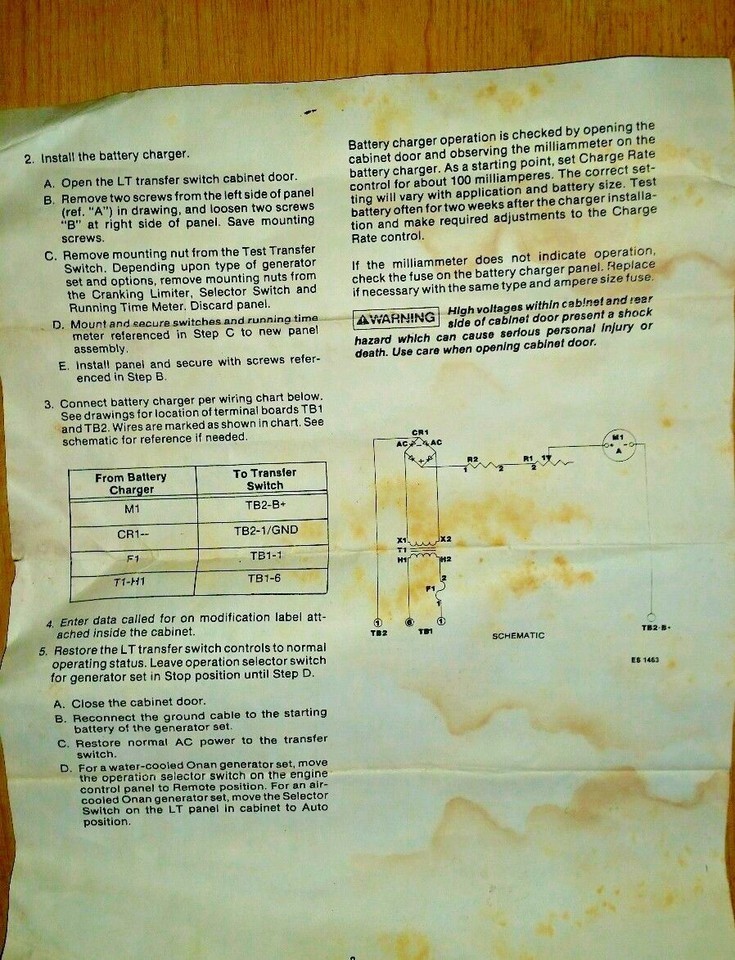 2. Install the battery charger.
A. Open the LT transfer switch cabinet door.
B. Remove two screws from the left side of panel
(ref. "A") in drawing, and loosen two screws
"B" at right side of panel. Save mounting
screws.
C. Remove mounting nut from the Test Transfer
Switch. Depending upon type of generator
set and options, remove mounting nuts from
the Cranking Limiter, Selector Switch and
Running Time Meter. Discard panel.
D. Mount and secure switches and running time
meter referenced in Step C to new panel
assembly.
E. Install panel and secure with screws refer-
enced in Step B.
3. Connect battery charger per wiring chart below.
See drawings for location of terminal boards TB1
and TB2. Wires are marked as shown in chart. See
schematic for reference if needed.
From Battery
Charger
To Transfer
Switch
M1
TB2-B+
CR1--
TB2-1/GND
F1
TB1-1
T1-H1
TB1-6
4. Enter data called for on modification label att-
ached inside the cabinet.
5. Restore the LT transfer switch controls to normal
operating status. Leave operation selector switch
for generator set in Stop position until Step D.
A. Close the cabinet door.
B. Reconnect the ground cable to the starting
battery of the generator set.
C. Restore normal AC power to the transfer
switch.
D. For a water-cooled Onan generator set, move
the operation selector switch on the engine
control panel to Remote position. For an air-
cooled Onan generator set, move the Selector
Switch on the LT panel in cabinet to Auto
position.
Battery charger operation is checked by opening the
cabinet door and observing the milliammeter on the
battery charger. As a starting point, set Charge Rate
control for about 100 milliamperes. The correct set-
ting will vary with application and battery size. Test
battery often for two weeks after the charger installa-
tion and make required adjustments to the Charge
Rate control.
If the milliammeter does not indicate operation,
check the fuse on the battery charger panel. Replace
if necessary with the same type and ampere size fuse.
WARNING High voltages within cabinet and rear
side of cabinet door present a shock
hazard which can cause serious personal injury or
death. Use care when opening cabinet door.
CR1
AC AC
- +
R2
1 2
R1 1
2
M1
+ -
A
X1 X2
T1
H1 H2
2
F1
1
1 6 1
TB2 TB1
TB2-B+
SCHEMATIC
ES 1463